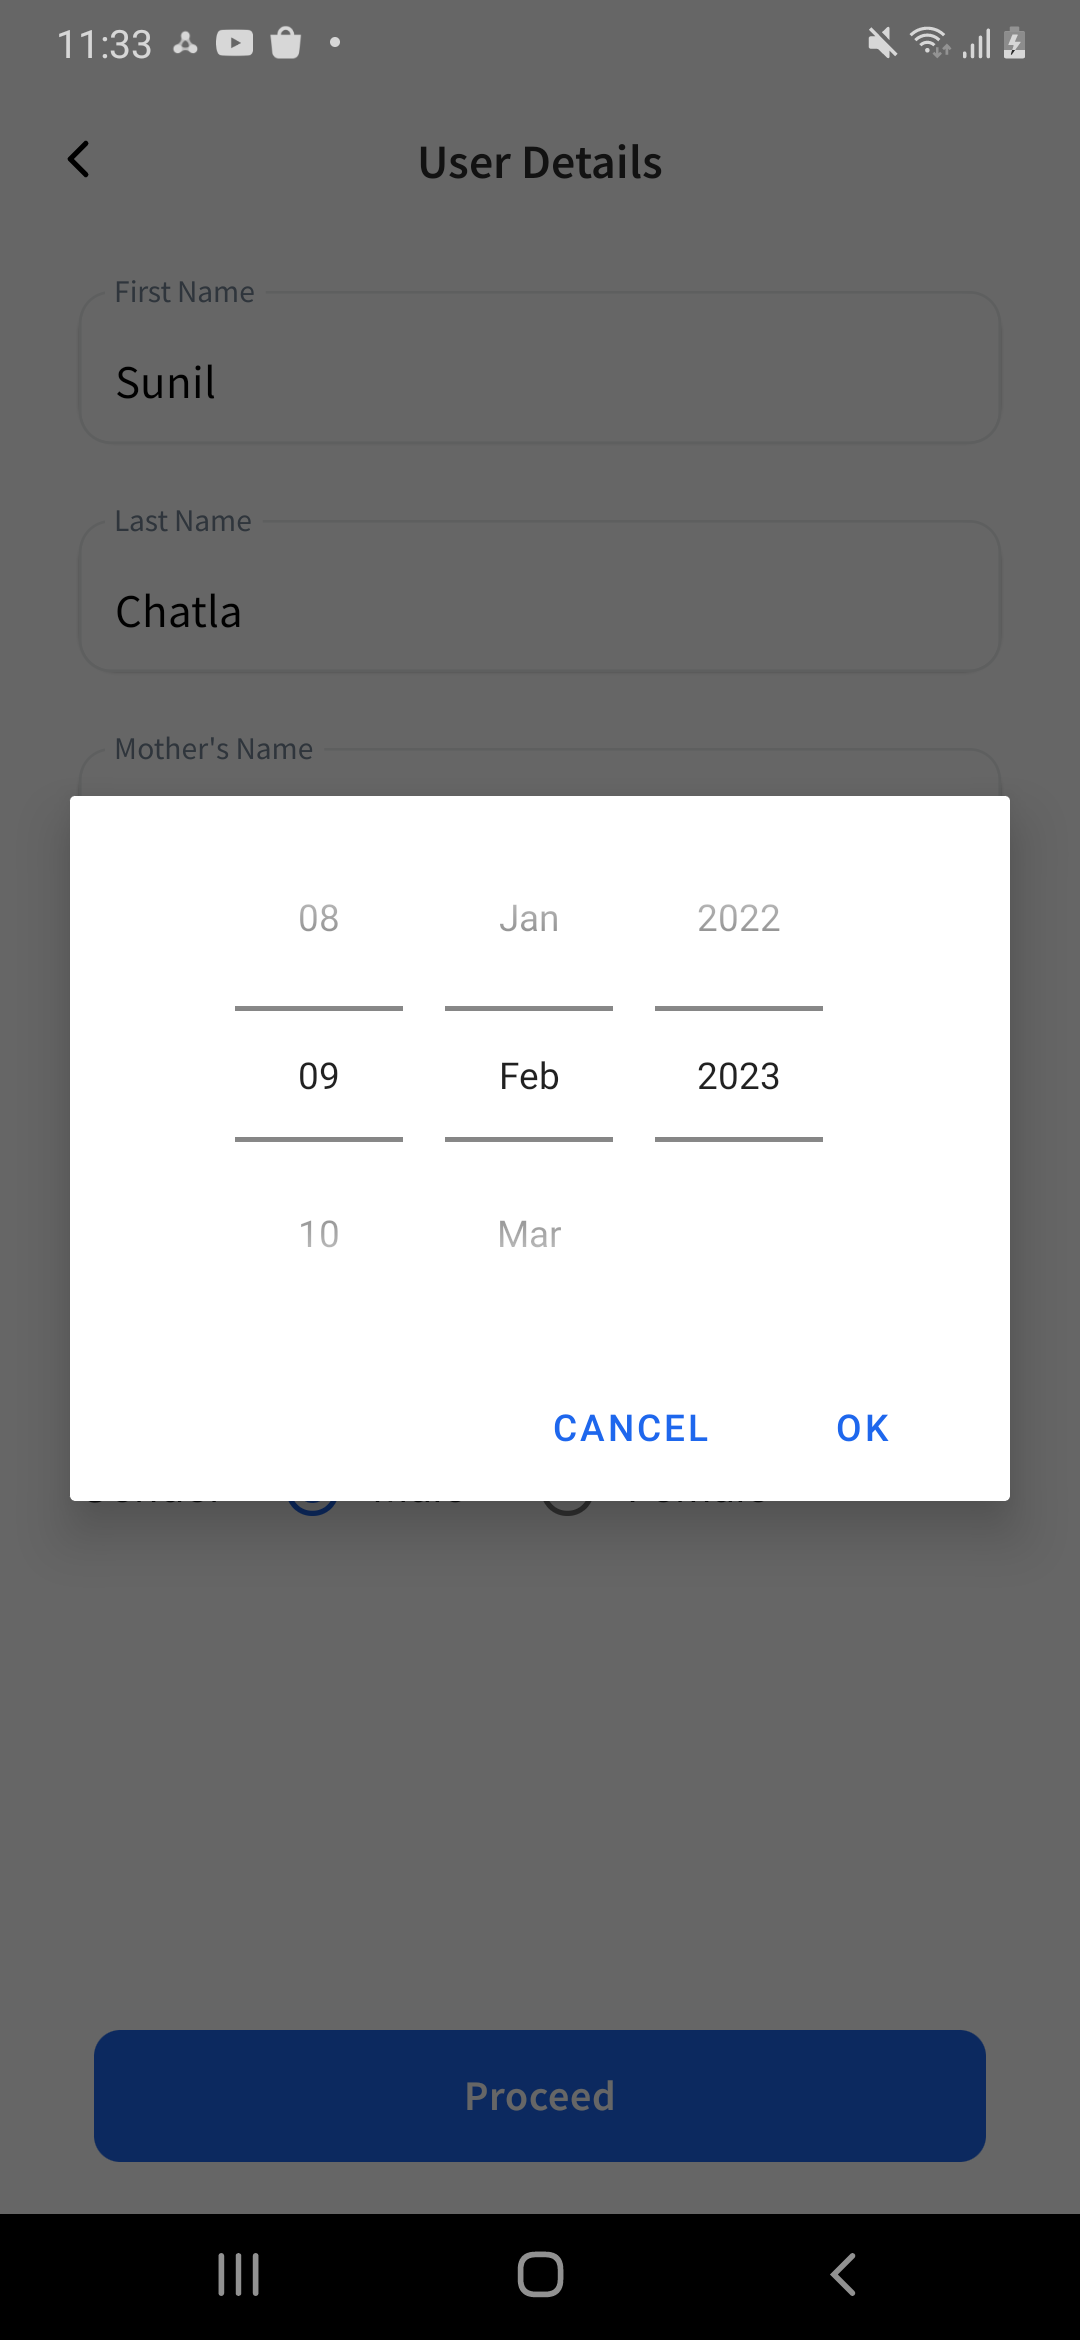 11:33
User Details
First Name
Sunil
Last Name
Chatla
Mother's Name
08 Jan 2022
09 Feb 2023
10 Mar
CANCEL OK
Proceed